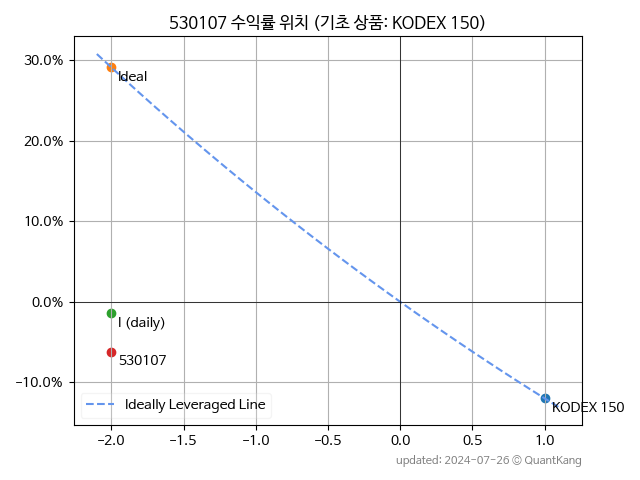 530107 수익률 위치 (기초 상품: KODEX 150)
30.0%
20.0%
10.0%
0.0%
−10.0%
Ideal
I (daily)
530107
KODEX 150
Ideally Leveraged Line
−2.0 −1.5 −1.0 −0.5 0.0 0.5 1.0
updated: 2024-07-26 © QuantKang